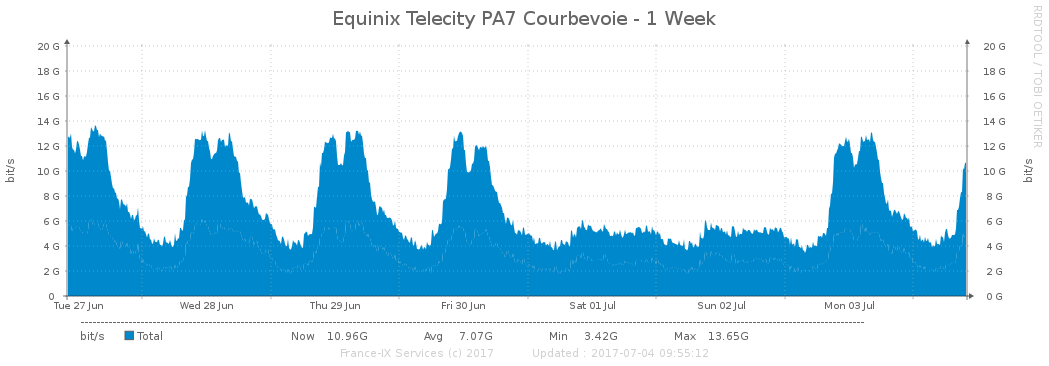 Equinix Telecity PA7 Courbevoie - 1 Week
RRDTOOL / TOBI OETIKER
bit/s
20 G 20 G
18 G 18 G
16 G 16 G
14 G 14 G
12 G 12 G
10 G 10 G
8 G 8 G
6 G 6 G
4 G 4 G
2 G 2 G
0 0 G
bit/s
Tue 27 Jun Wed 28 Jun Thu 29 Jun Fri 30 Jun Sat 01 Jul Sun 02 Jul Mon 03 Jul
bit/s Total Now 10.96G Avg 7.07G Min 3.42G Max 13.65G
France-IX Services (c) 2017 Updated : 2017-07-04 09:55:12